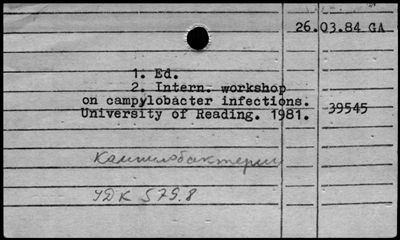 26.03.84 GA
1. Ed.
2. Intern. workshop
on campylobacter infections.
University of Reading. 1981. 39545
Кампилобактерии
УДК 579.8